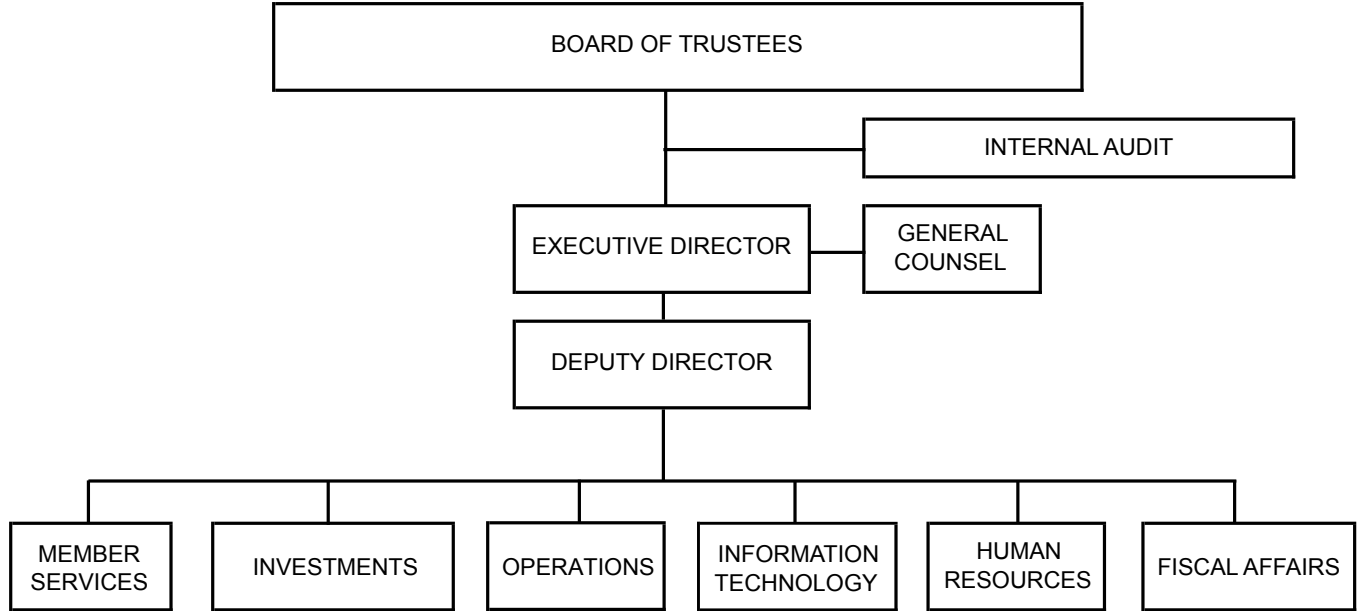 BOARD OF TRUSTEES
INTERNAL AUDIT
EXECUTIVE DIRECTOR
GENERAL
COUNSEL
DEPUTY DIRECTOR
MEMBER
SERVICES
INVESTMENTS
OPERATIONS
INFORMATION
TECHNOLOGY
HUMAN
RESOURCES
FISCAL AFFAIRS